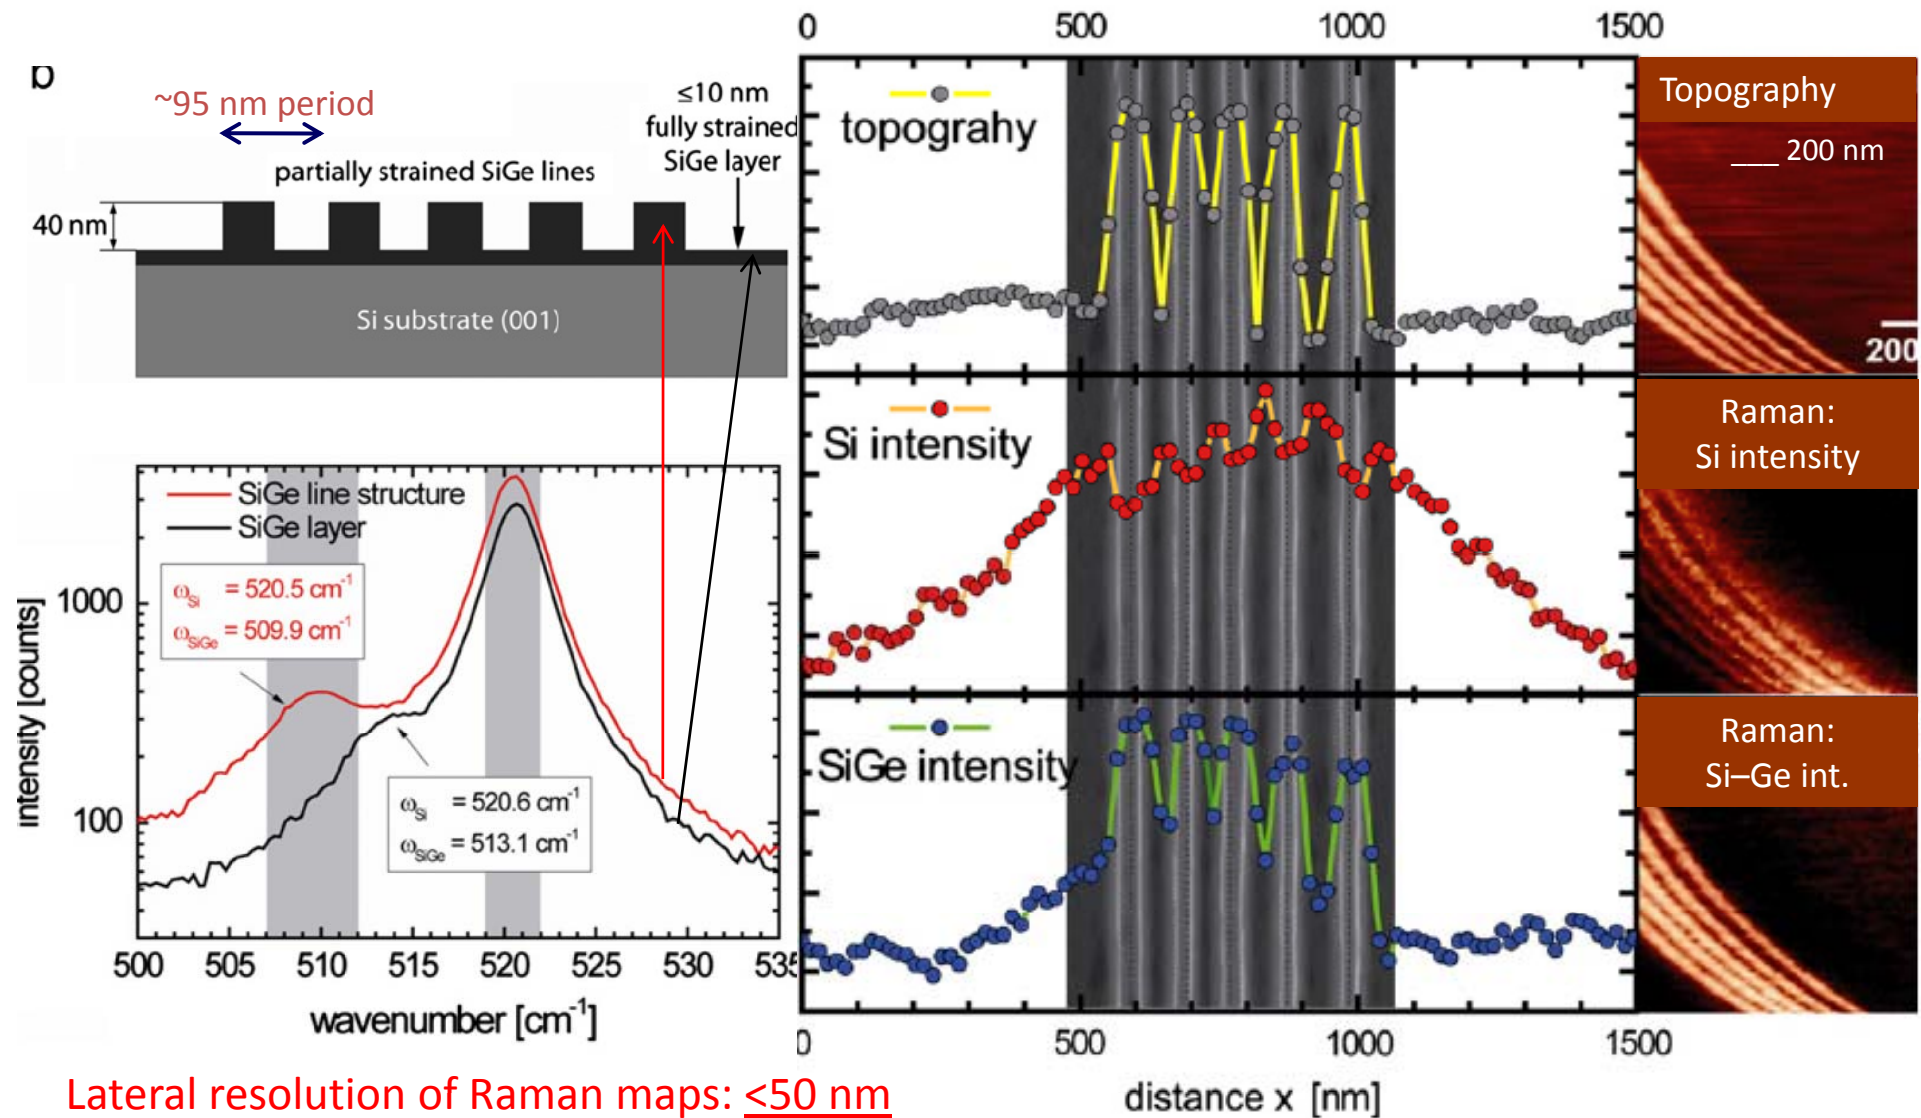 b
~95 nm period
≤10 nm
fully strained
SiGe layer
partially strained SiGe lines
40 nm
Si substrate (001)
SiGe line structure
SiGe layer
ωSi = 520.5 cm-1
ωSiGe = 509.9 cm-1
ωSi = 520.6 cm-1
ωSiGe = 513.1 cm-1
1000
100
intensity [counts]
500 505 510 515 520 525 530 535
wavenumber [cm-1]
Lateral resolution of Raman maps: <50 nm
0 500 1000 1500
topograhy
Si intensity
SiGe intensity
0 500 1000 1500
distance x [nm]
Topography
___ 200 nm
200
Raman:
Si intensity
Raman:
Si–Ge int.